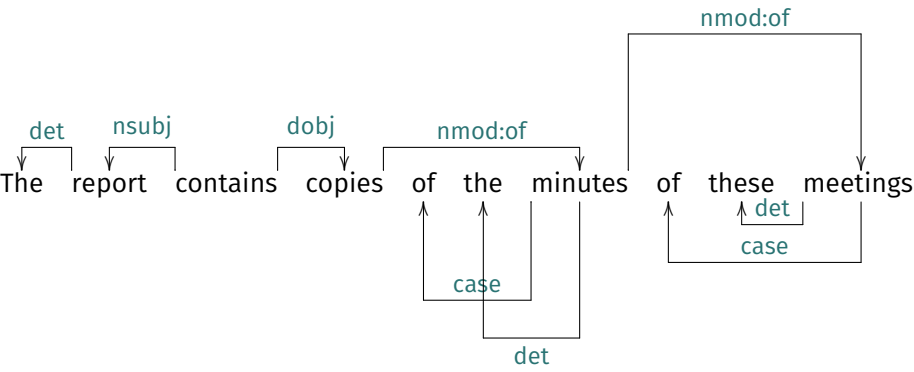 nmod:of
det nsubj dobj nmod:of
The report contains copies of the minutes of these meetings
det
case
case
det